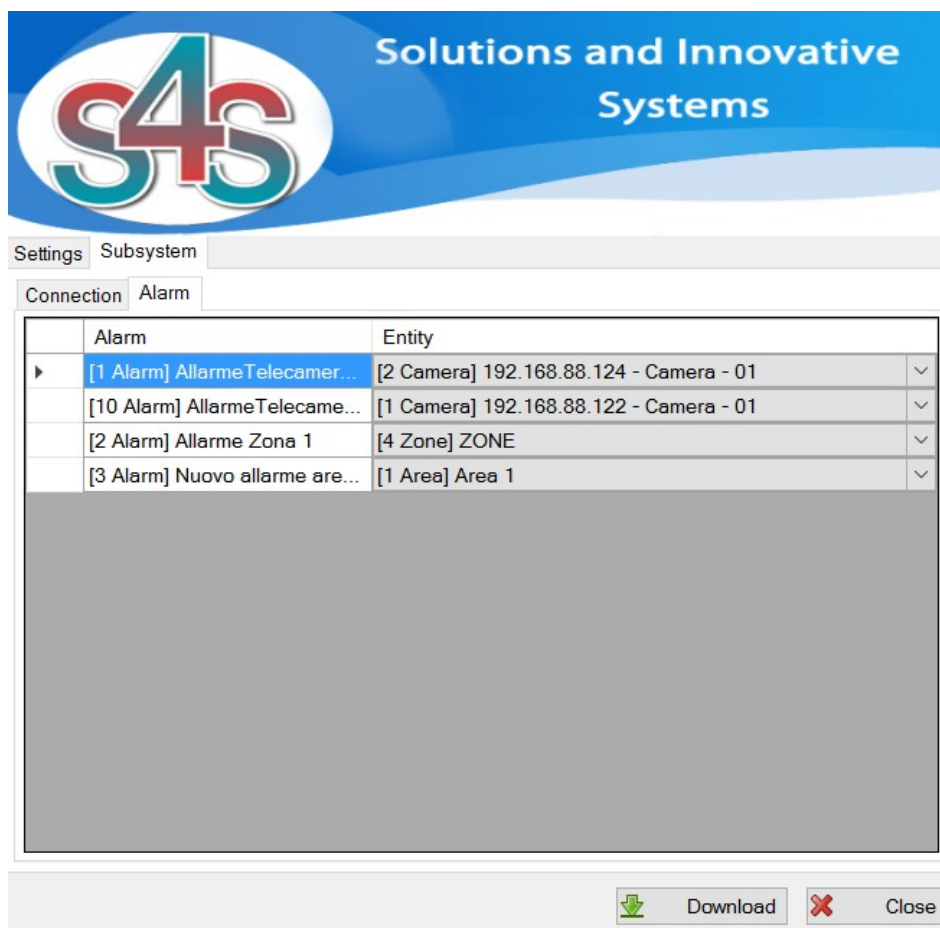 S4S
Solutions and Innovative
Systems
Settings Subsystem
Connection Alarm
Alarm Entity
[1 Alarm] AllarmeTelecamer... [2 Camera] 192.168.88.124 - Camera - 01
[10 Alarm] AllarmeTelecame... [1 Camera] 192.168.88.122 - Camera - 01
[2 Alarm] Allarme Zona 1 [4 Zone] ZONE
[3 Alarm] Nuovo allarme are... [1 Area] Area 1
Download Close